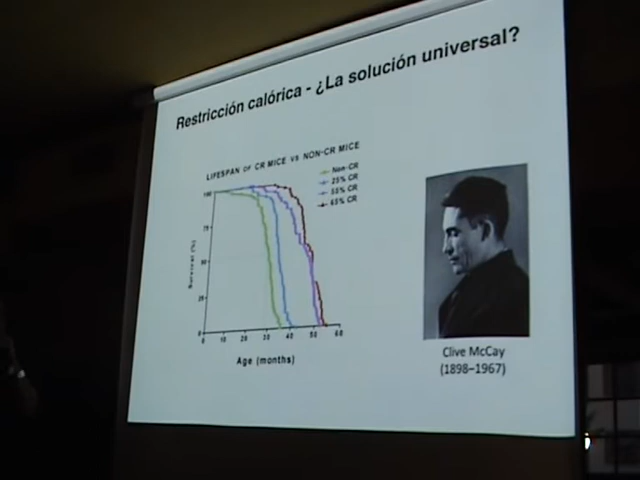 Restricción calórica - ¿La solución universal?
LIFESPAN OF CR MICE VS NON-CR MICE
Non-CR
25% CR
55% CR
65% CR
100
75
50
25
0
Survival (%)
0 10 20 30 40 50 60
Age (months)
Clive McCay
(1898–1967)